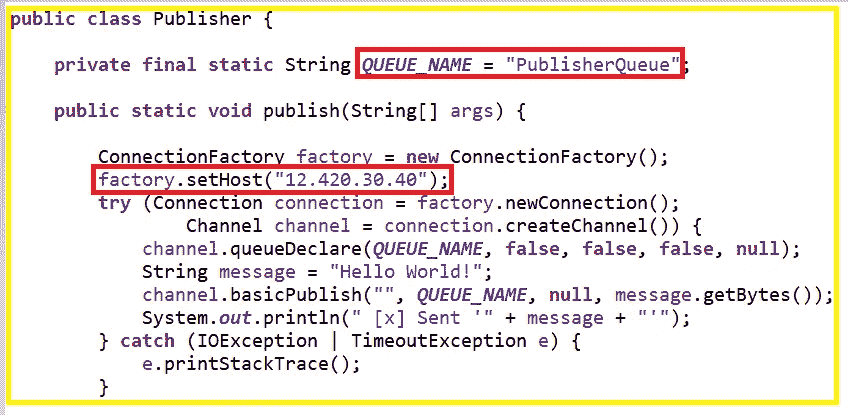 public class Publisher {
private final static String QUEUE_NAME = "PublisherQueue";
public static void publish(String[] args) {
ConnectionFactory factory = new ConnectionFactory();
factory.setHost("12.420.30.40");
try (Connection connection = factory.newConnection();
Channel channel = connection.createChannel()) {
channel.queueDeclare(QUEUE_NAME, false, false, false, null);
String message = "Hello World!";
channel.basicPublish("", QUEUE_NAME, null, message.getBytes());
System.out.println(" [x] Sent '" + message + "'");
} catch (IOException | TimeoutException e) {
e.printStackTrace();
}